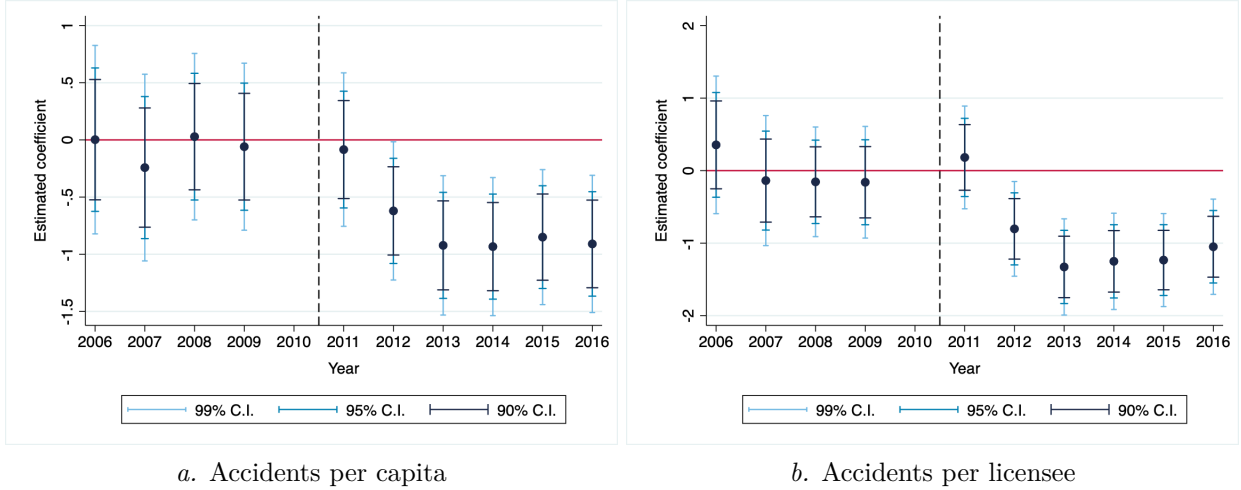 1
.5
0
-.5
-1
-1.5
Estimated coefficient
2006 2007 2008 2009 2010 2011 2012 2013 2014 2015 2016
Year
99% C.I. 95% C.I. 90% C.I.
a. Accidents per capita
2
1
0
-1
-2
Estimated coefficient
2006 2007 2008 2009 2010 2011 2012 2013 2014 2015 2016
Year
99% C.I. 95% C.I. 90% C.I.
b. Accidents per licensee